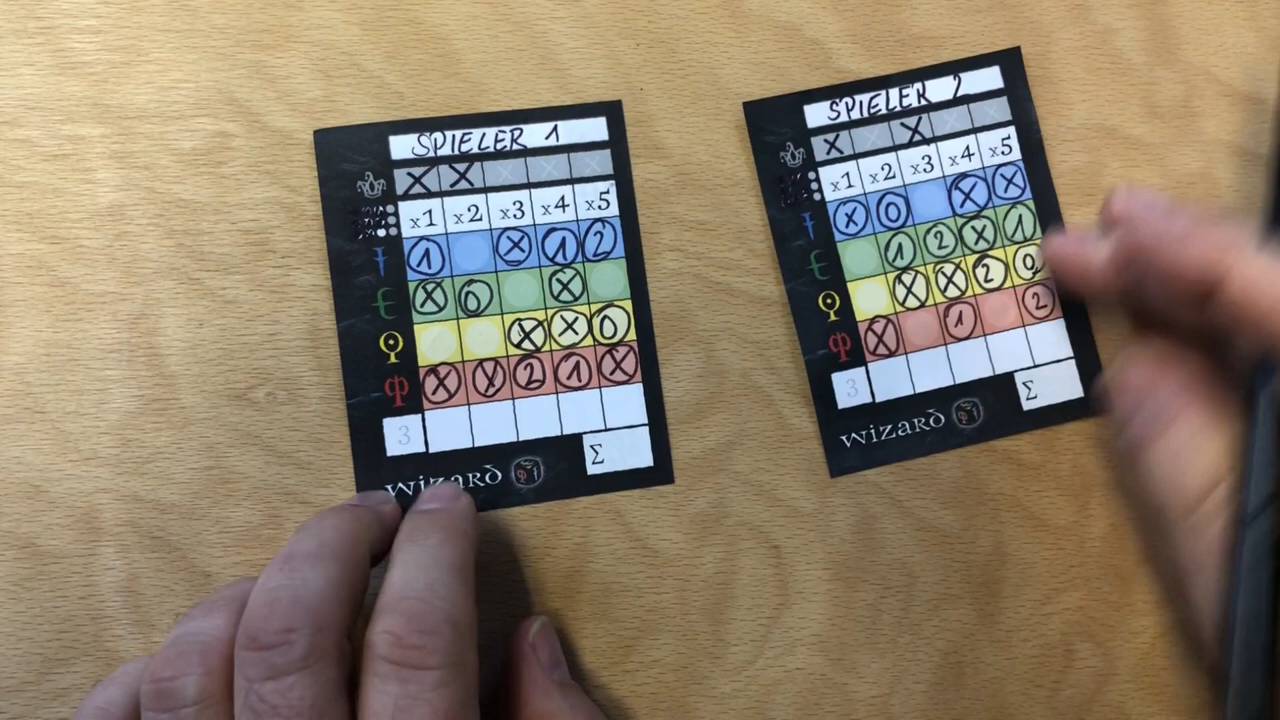 SPIELER 1
X X
x1 x2 x3 x4 x5
1 X 1 2
X 0 X
X X 0
X X 2 1 X
3
Σ
wizard
SPIELER 2
X X
x1 x2 x3 x4 x5
X 0 X X
1 2 X 1
X X 2 0
X 1 2
3
Σ
wizard